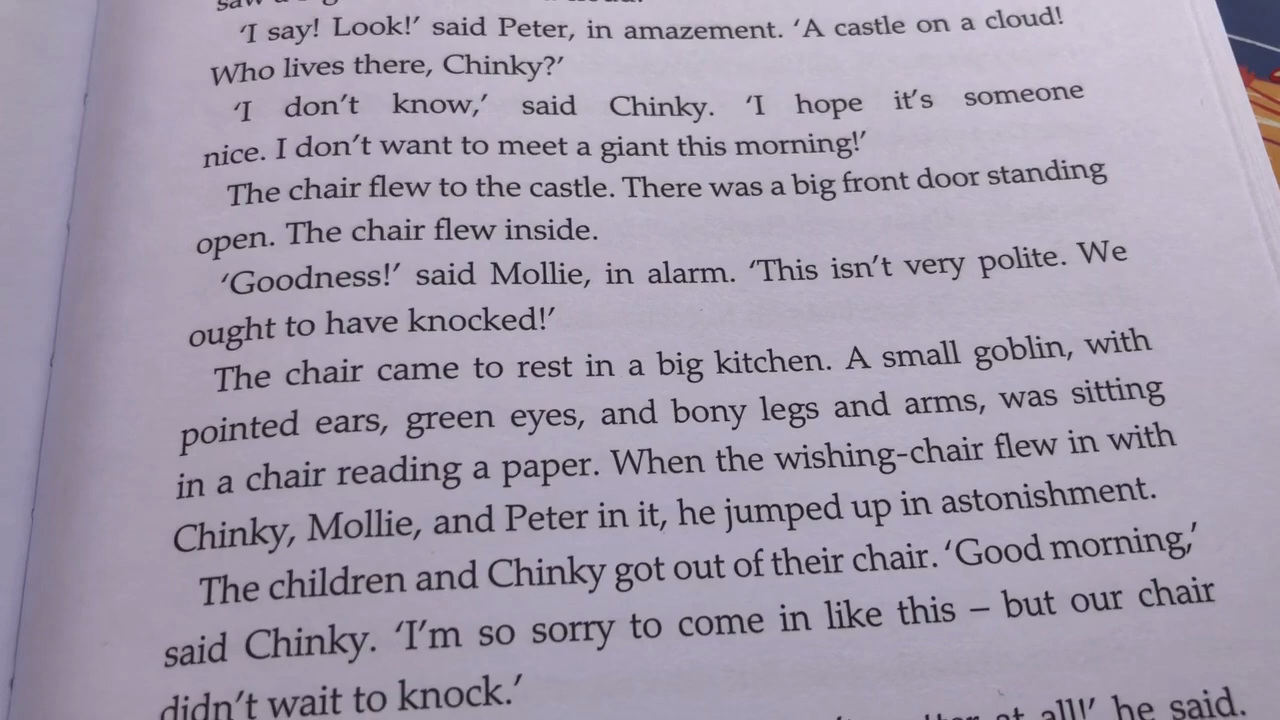 saw a
'I say! Look!' said Peter, in amazement. 'A castle on a cloud!
Who lives there, Chinky?'
'I don't know,' said Chinky. 'I hope it's someone
nice. I don't want to meet a giant this morning!'
The chair flew to the castle. There was a big front door standing
open. The chair flew inside.
'Goodness!' said Mollie, in alarm. 'This isn't very polite. We
ought to have knocked!'
The chair came to rest in a big kitchen. A small goblin, with
pointed ears, green eyes, and bony legs and arms, was sitting
in a chair reading a paper. When the wishing-chair flew in with
Chinky, Mollie, and Peter in it, he jumped up in astonishment.
The children and Chinky got out of their chair. 'Good morning,'
said Chinky. 'I'm so sorry to come in like this – but our chair
didn't wait to knock.'
at all!' he said.